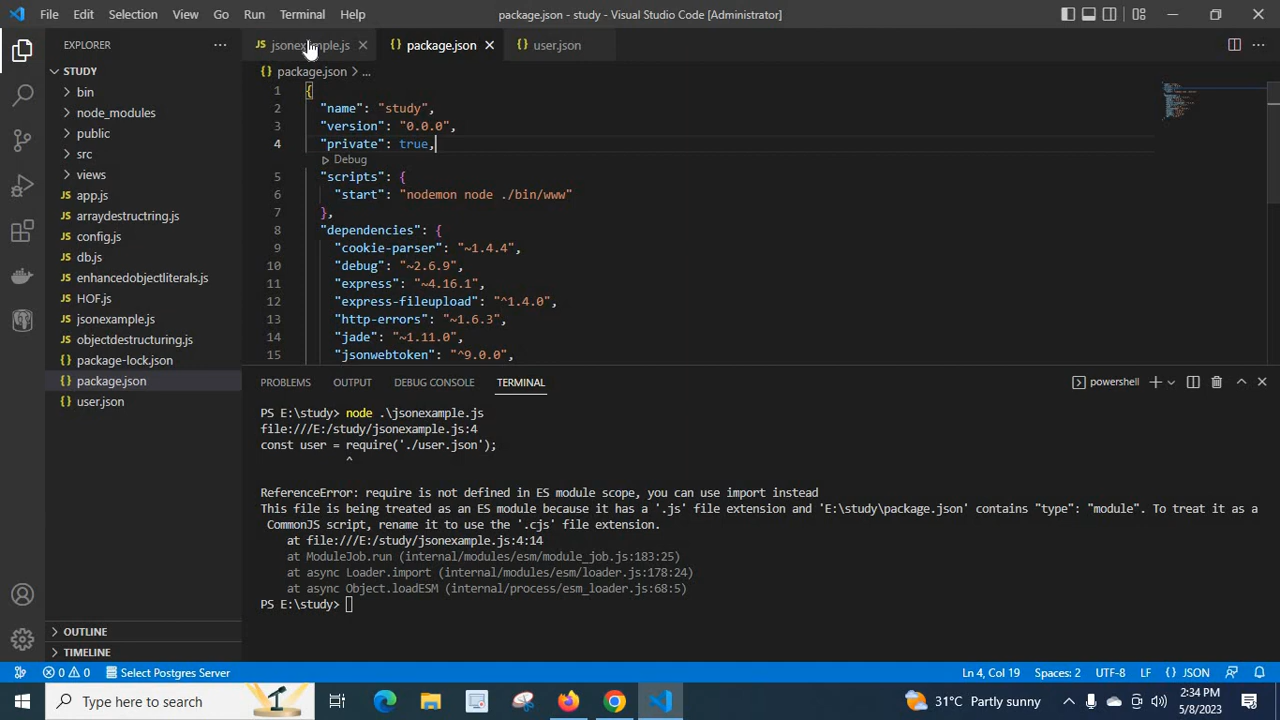 File Edit Selection View Go Run Terminal Help package.json - study - Visual Studio Code [Administrator]
EXPLORER ...
JS jsonexample.js {} package.json {} user.json
STUDY
{} package.json > ...
bin
node_modules
public
src
views
JS app.js
JS arraydestructring.js
JS config.js
JS db.js
JS enhancedobjectliterals.js
JS HOF.js
JS jsonexample.js
JS objectdestructuring.js
{} package-lock.json
{} package.json
{} user.json
OUTLINE
TIMELINE
1 {
2 "name": "study",
3 "version": "0.0.0",
4 "private": true,
Debug
5 "scripts": {
6 "start": "nodemon node ./bin/www"
7 },
8 "dependencies": {
9 "cookie-parser": "~1.4.4",
10 "debug": "~2.6.9",
11 "express": "~4.16.1",
12 "express-fileupload": "^1.4.0",
13 "http-errors": "~1.6.3",
14 "jade": "~1.11.0",
15 "jsonwebtoken": "^9.0.0",
PROBLEMS OUTPUT DEBUG CONSOLE TERMINAL powershell
PS E:\study> node .\jsonexample.js
file:///E:/study/jsonexample.js:4
const user = require('./user.json');
^
ReferenceError: require is not defined in ES module scope, you can use import instead
This file is being treated as an ES module because it has a '.js' file extension and 'E:\study\package.json' contains "type": "module". To treat it as a
CommonJS script, rename it to use the '.cjs' file extension.
at file:///E:/study/jsonexample.js:4:14
at ModuleJob.run (internal/modules/esm/module_job.js:183:25)
at async Loader.import (internal/modules/esm/loader.js:178:24)
at async Object.loadESM (internal/process/esm_loader.js:68:5)
PS E:\study>
0 0 Select Postgres Server Ln 4, Col 19 Spaces: 2 UTF-8 LF {} JSON
Type here to search 31°C Partly sunny 2:34 PM
5/8/2023